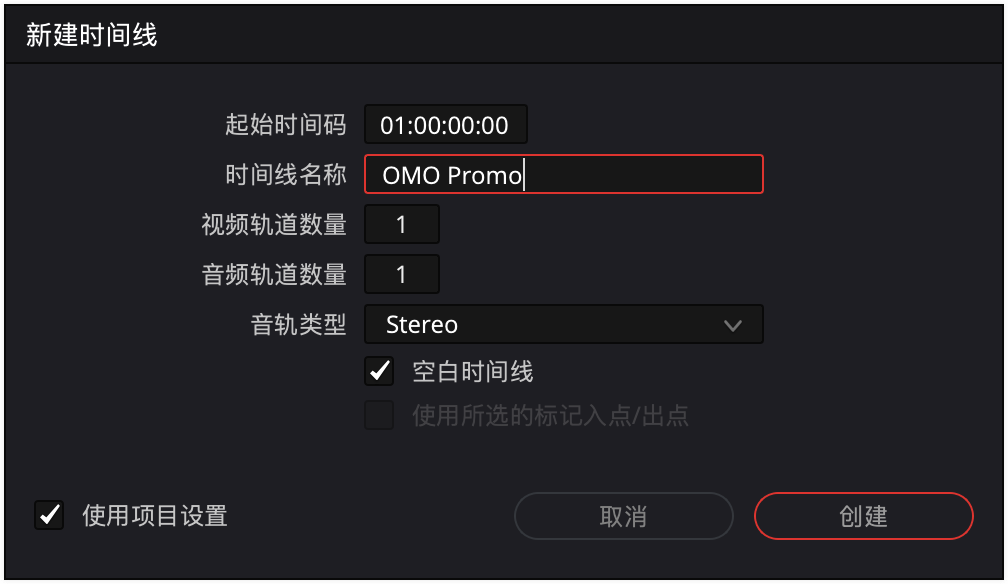 新建时间线
起始时间码 01:00:00:00
时间线名称 OMO Promo
视频轨道数量 1
音频轨道数量 1
音轨类型 Stereo
空白时间线
使用所选的标记入点/出点
使用项目设置 取消 创建